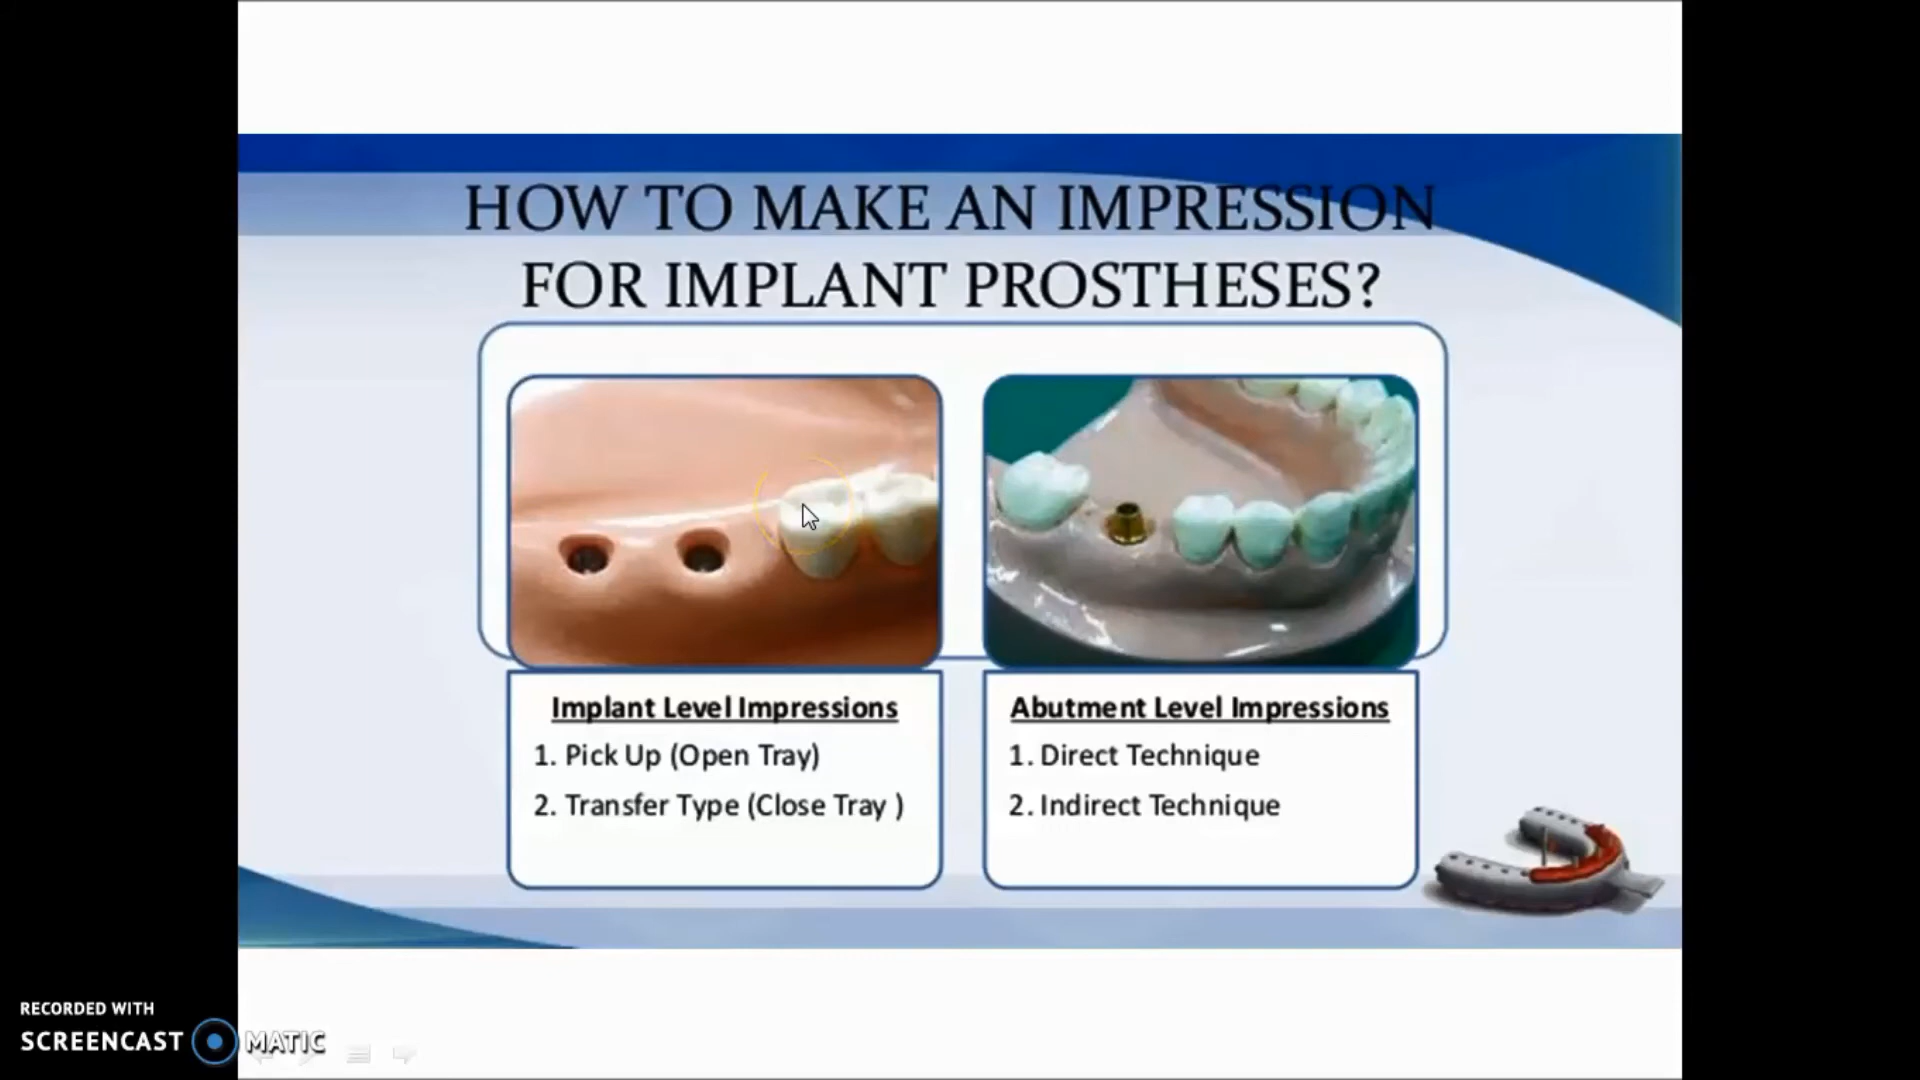 HOW TO MAKE AN IMPRESSION
FOR IMPLANT PROSTHESES?
Implant Level Impressions
1. Pick Up (Open Tray)
2. Transfer Type (Close Tray )
Abutment Level Impressions
1. Direct Technique
2. Indirect Technique
RECORDED WITH
SCREENCAST MATIC